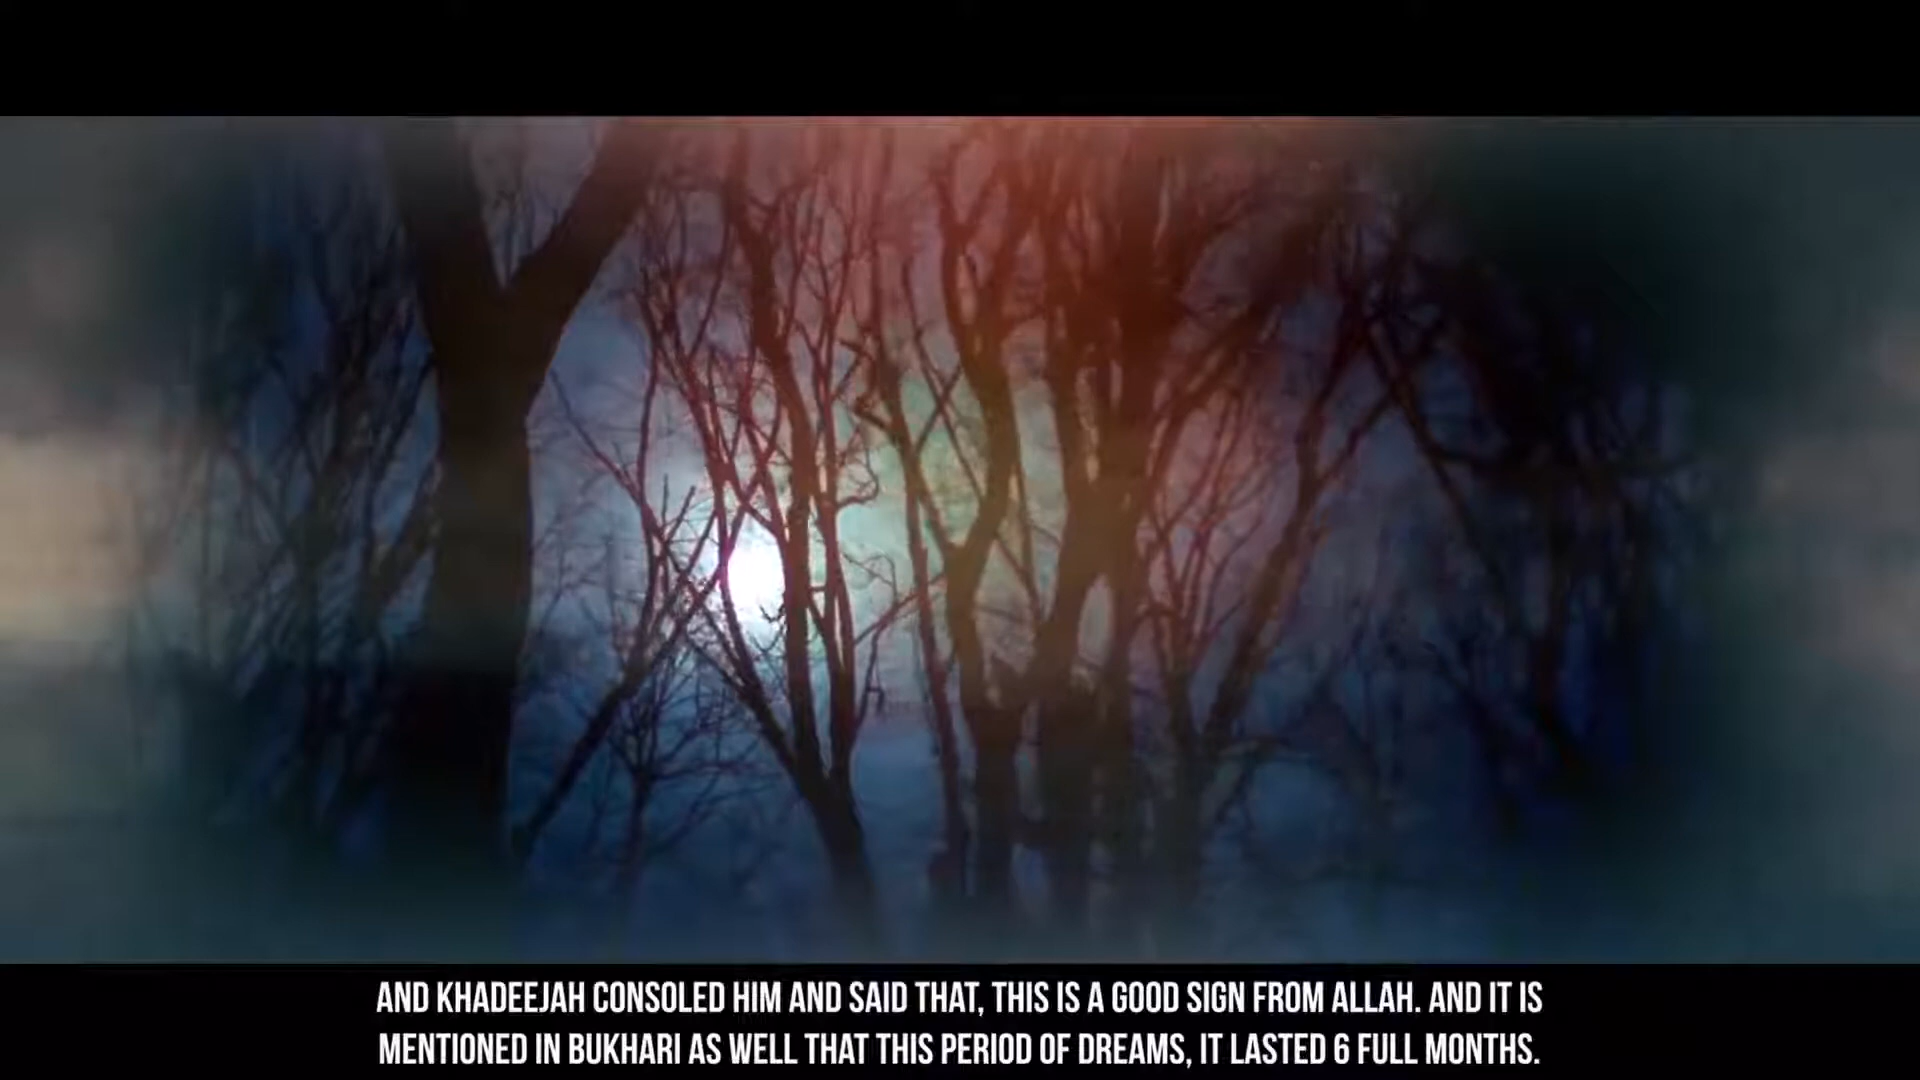 AND KHADEEJAH CONSOLED HIM AND SAID THAT, THIS IS A GOOD SIGN FROM ALLAH. AND IT IS
MENTIONED IN BUKHARI AS WELL THAT THIS PERIOD OF DREAMS, IT LASTED 6 FULL MONTHS.